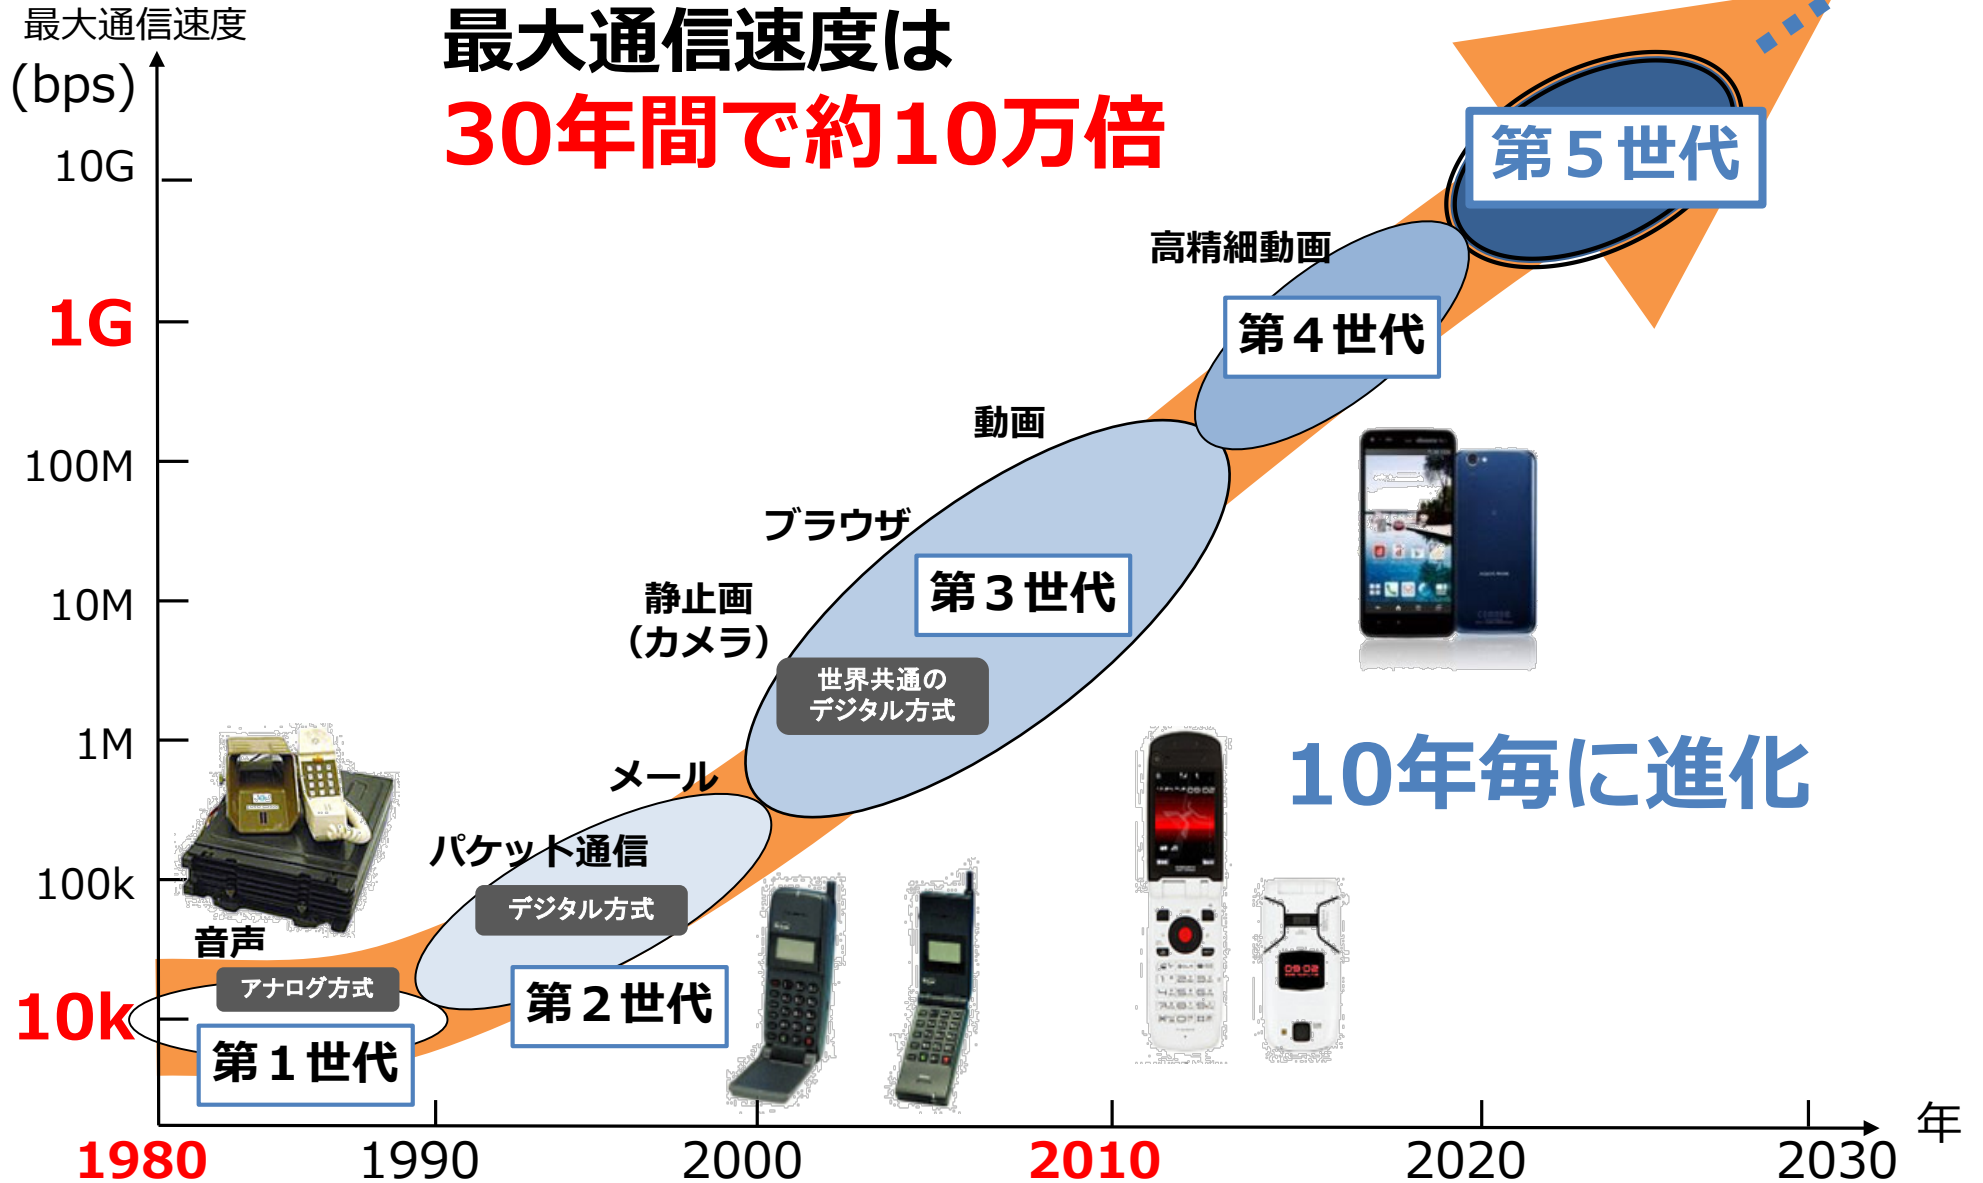 最大通信速度
(bps)
最大通信速度は
30年間で約10万倍
10G
1G
100M
10M
1M
100k
10k
第５世代
高精細動画
第４世代
動画
ブラウザ
第３世代
静止画
（カメラ）
世界共通の
デジタル方式
10年毎に進化
メール
パケット通信
デジタル方式
第２世代
音声
アナログ方式
第１世代
1980
1990
2000
2010
2020
2030
年